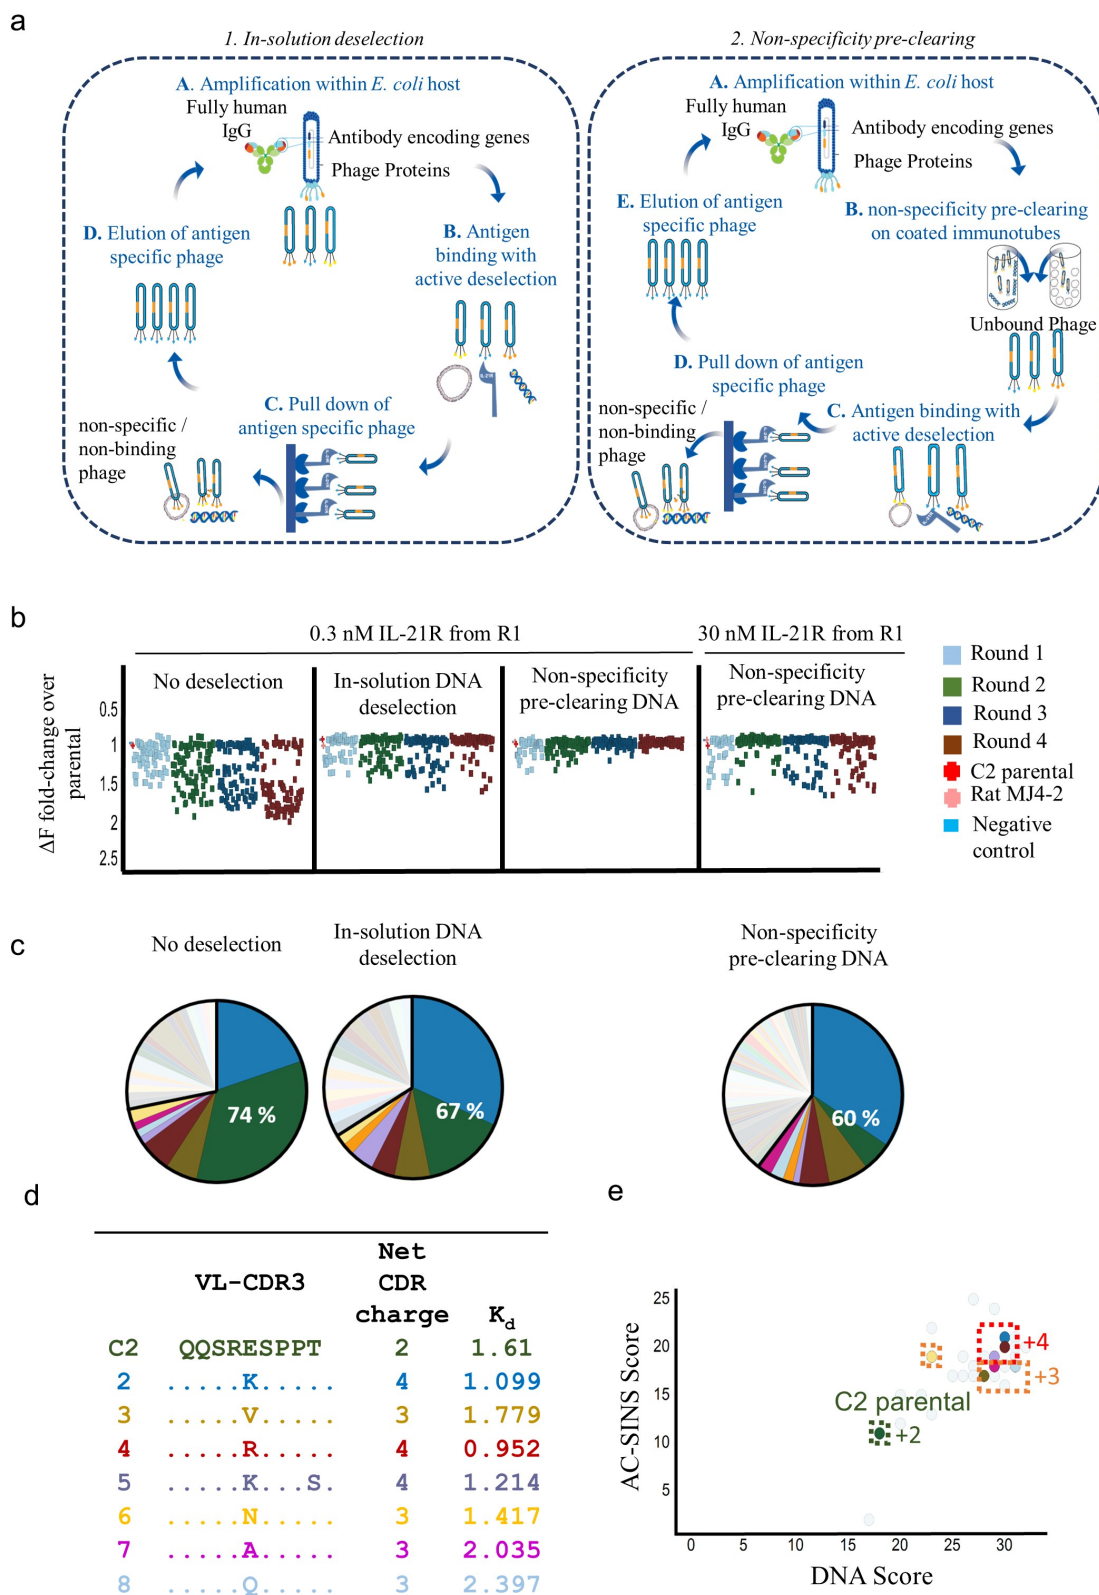 a
1. In-solution deselection
A. Amplification within E. coli host
Fully human
IgG
Antibody encoding genes
Phage Proteins
B. Antigen
binding with
active deselection
C. Pull down of
antigen specific phage
non-specific /
non-binding
phage
D. Elution of antigen
specific phage
2. Non-specificity pre-clearing
A. Amplification within E. coli host
Fully human
IgG
Antibody encoding genes
Phage Proteins
B. non-specificity pre-clearing
on coated immunotubes
Unbound Phage
C. Antigen binding with
active deselection
D. Pull down of antigen
specific phage
non-specific /
non-binding
phage
E. Elution of antigen
specific phage
b
0.3 nM IL-21R from R1
30 nM IL-21R from R1
No deselection
In-solution DNA
deselection
Non-specificity
pre-clearing DNA
Non-specificity
pre-clearing DNA
ΔF fold-change over
parental
0.5
1
1.5
2
2.5
Round 1
Round 2
Round 3
Round 4
C2 parental
Rat MJ4-2
Negative
control
c
No deselection
In-solution DNA
deselection
Non-specificity
pre-clearing DNA
74 %
67 %
60 %
d
VL-CDR3 Net CDR charge Kd
C2 QQSRESPPT 2 1.61
2 .....K... 4 1.099
3 .....V... 3 1.779
4 .....R... 4 0.952
5 .....K...S. 4 1.214
6 .....N... 3 1.417
7 .....A... 3 2.035
8 .....Q... 3 2.397
e
AC-SINS Score
25
20
15
10
5
0 5 10 15 20 25 30
DNA Score
C2 parental
+2
+3
+4